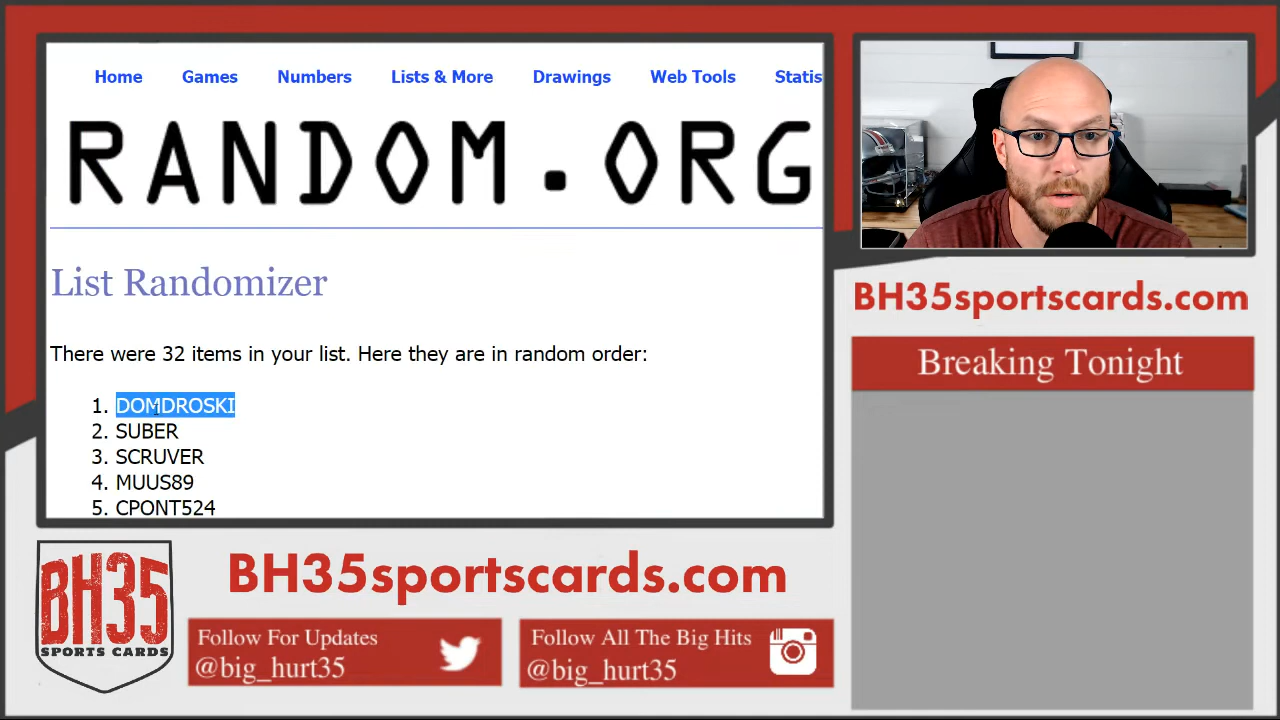 Home Games Numbers Lists & More Drawings Web Tools Statis
RANDOM.ORG
List Randomizer
There were 32 items in your list. Here they are in random order:
1. DOMDROSKI
2. SUBER
3. SCRUVER
4. MUUS89
5. CPONT524
BH35sportscards.com
Breaking Tonight
BH35
SPORTS CARDS
BH35sportscards.com
Follow For Updates
@big_hurt35
Follow All The Big Hits
@big_hurt35